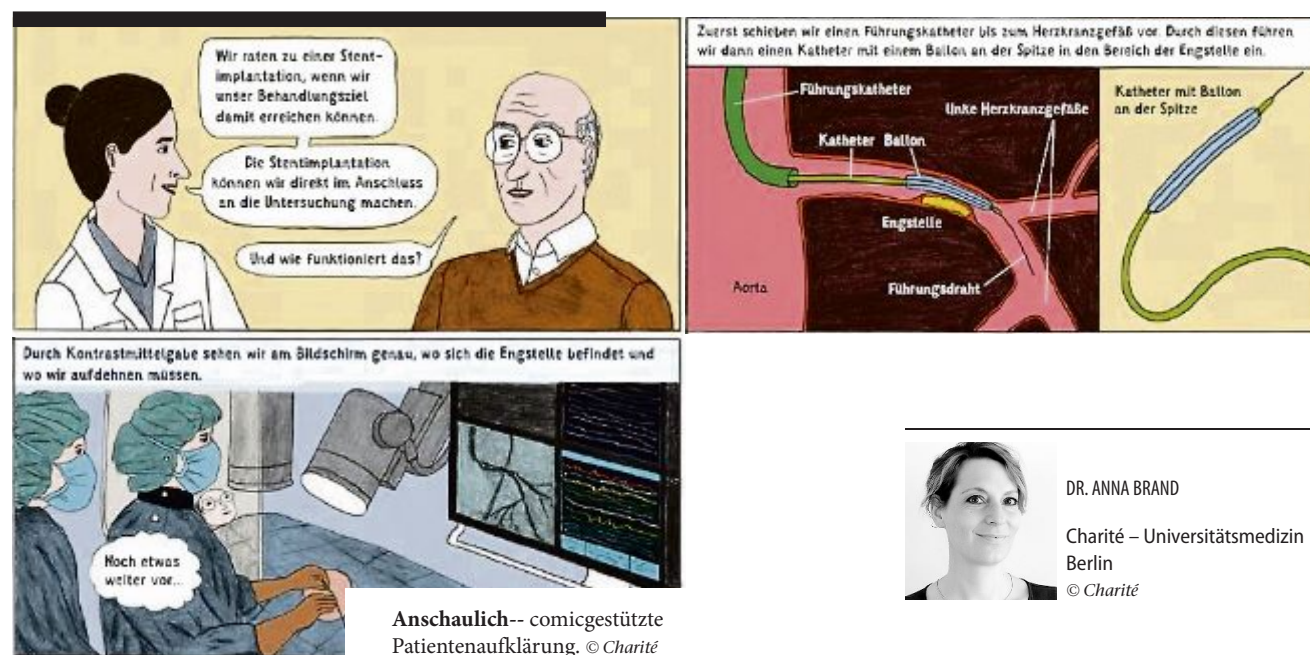 Wir raten zu einer Stent-
implantation, wenn wir
unser Behandlungsziel
damit erreichen können.
Die Stentimplantation
können wir direkt im Anschluss
an die Untersuchung machen.
Und wie funktioniert das?
Zuerst schieben wir einen Führungskatheter bis zum Herzkranzgefäß vor. Durch diesen führen
wir dann einen Katheter mit einem Ballon an der Spitze in den Bereich der Engstelle ein.
Führungskatheter
Linke Herzkranzgefäße
Katheter Ballon
Engstelle
Aorta
Führungsdraht
Katheter mit Ballon
an der Spitze
Durch Kontrastmittelgabe sehen wir am Bildschirm genau, wo sich die Engstelle befindet und
wo wir aufdehnen müssen.
Noch etwas
weiter vor...
Anschaulich-- comicgestützte
Patientenaufklärung. © Charité
DR. ANNA BRAND
Charité – Universitätsmedizin
Berlin
© Charité